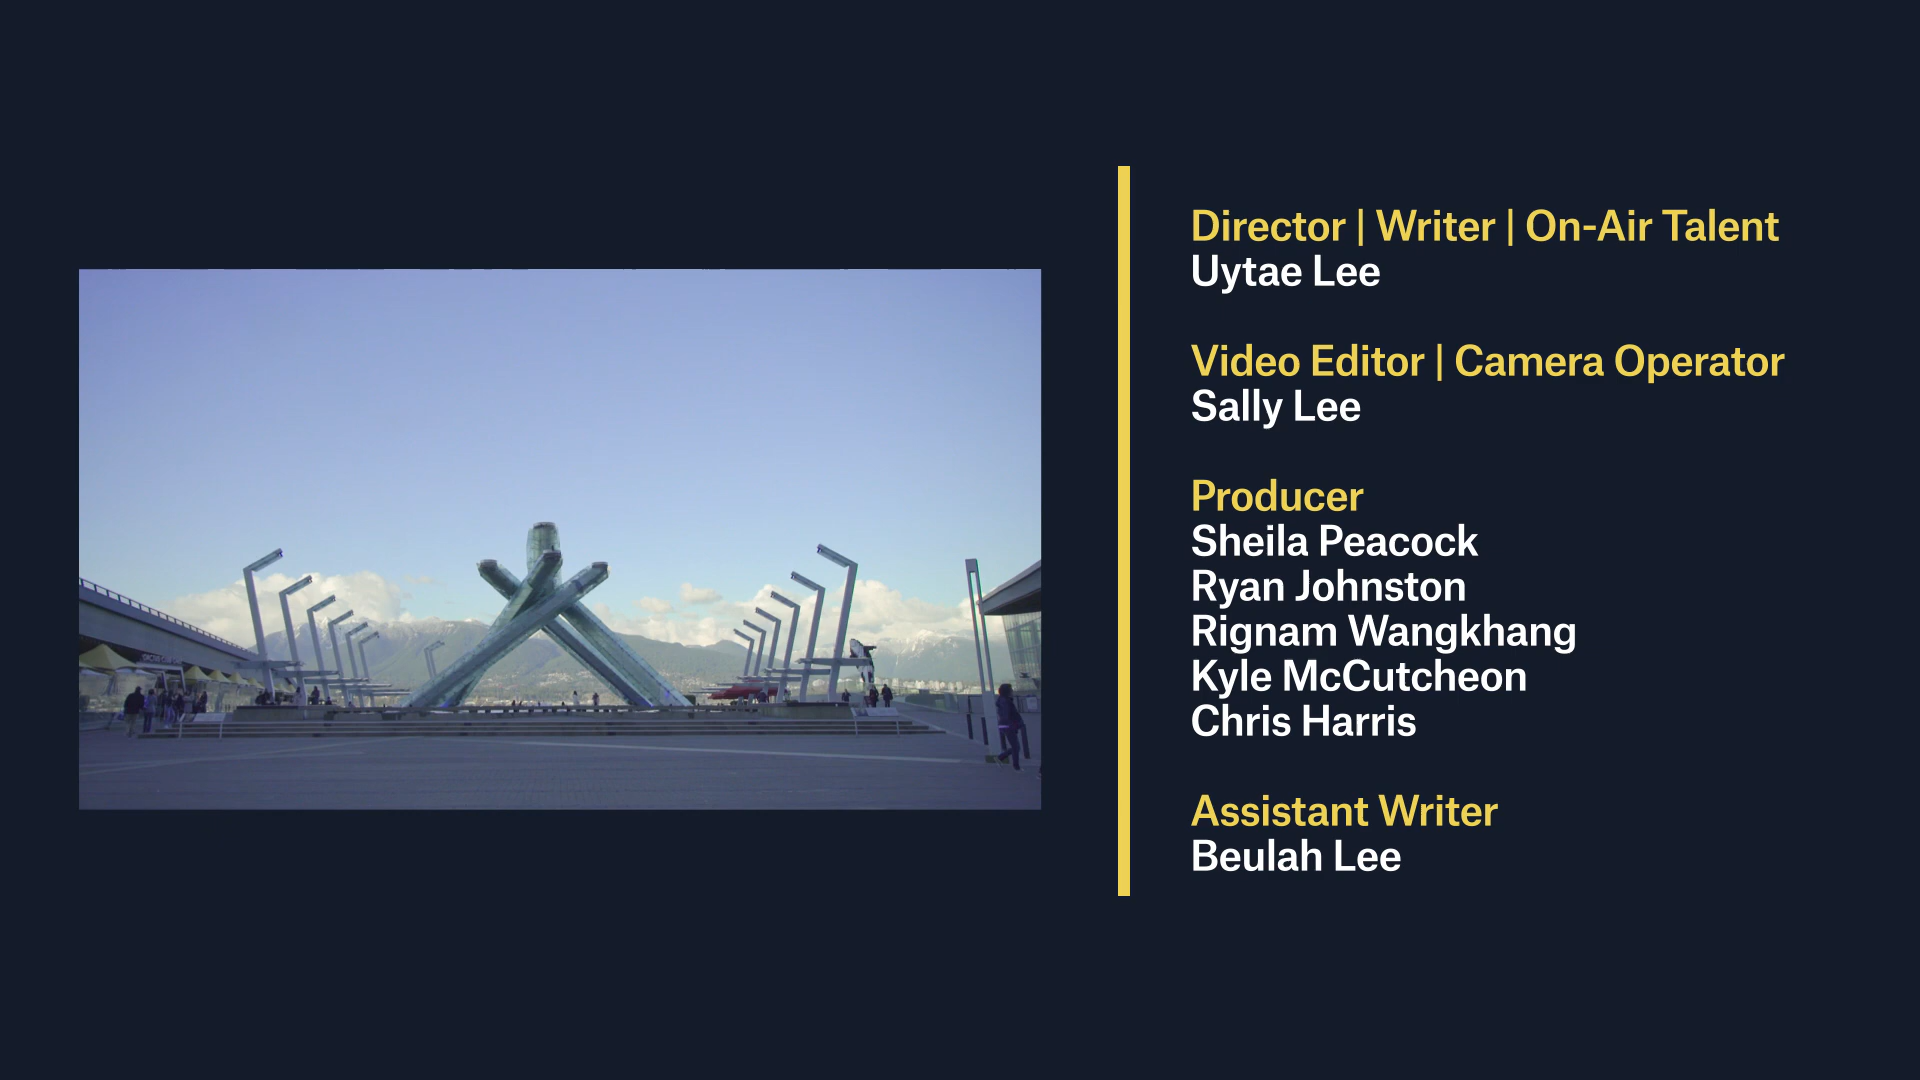 Director | Writer | On-Air Talent
Uytae Lee
Video Editor | Camera Operator
Sally Lee
Producer
Sheila Peacock
Ryan Johnston
Rignam Wangkhang
Kyle McCutcheon
Chris Harris
Assistant Writer
Beulah Lee